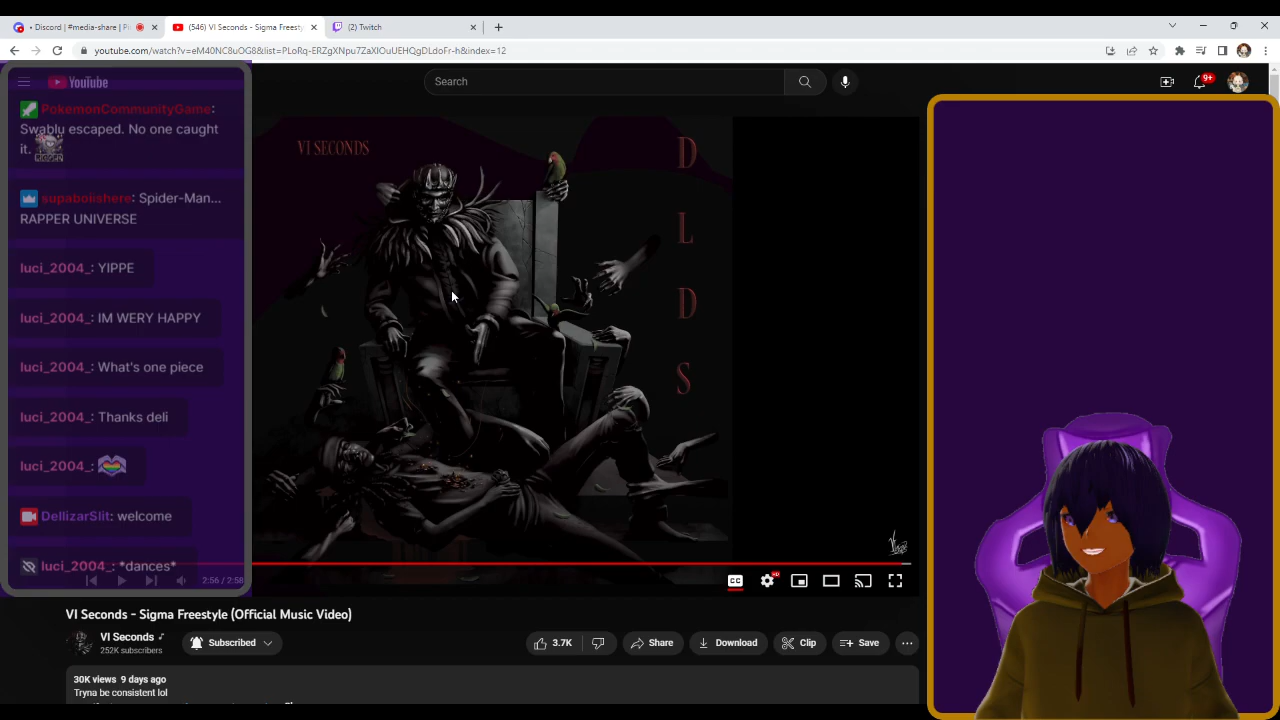 • Discord | #media-share | Pi
(546) VI Seconds - Sigma Freesty
(2) Twitch
youtube.com/watch?v=eM40NC8uOG8&list=PLoRq-ERZgXNpu7ZaXIOuUEHQgDLdoFr-h&index=12
YouTube
Search
9+
PokemonCommunityGame:
Swablu escaped. No one caught
it.
supaboiishere: Spider-Man...
RAPPER UNIVERSE
luci_2004_: YIPPE
luci_2004_: IM WERY HAPPY
luci_2004_: What's one piece
luci_2004_: Thanks deli
luci_2004_:
DellizarSlit: welcome
luci_2004_: *dances*
VI SECONDS
D
L
D
S
2:56 / 2:58
CC
HD
VI Seconds - Sigma Freestyle (Official Music Video)
VI Seconds
252K subscribers
Subscribed
3.7K
Share
Download
Clip
Save
30K views 9 days ago
Tryna be consistent lol